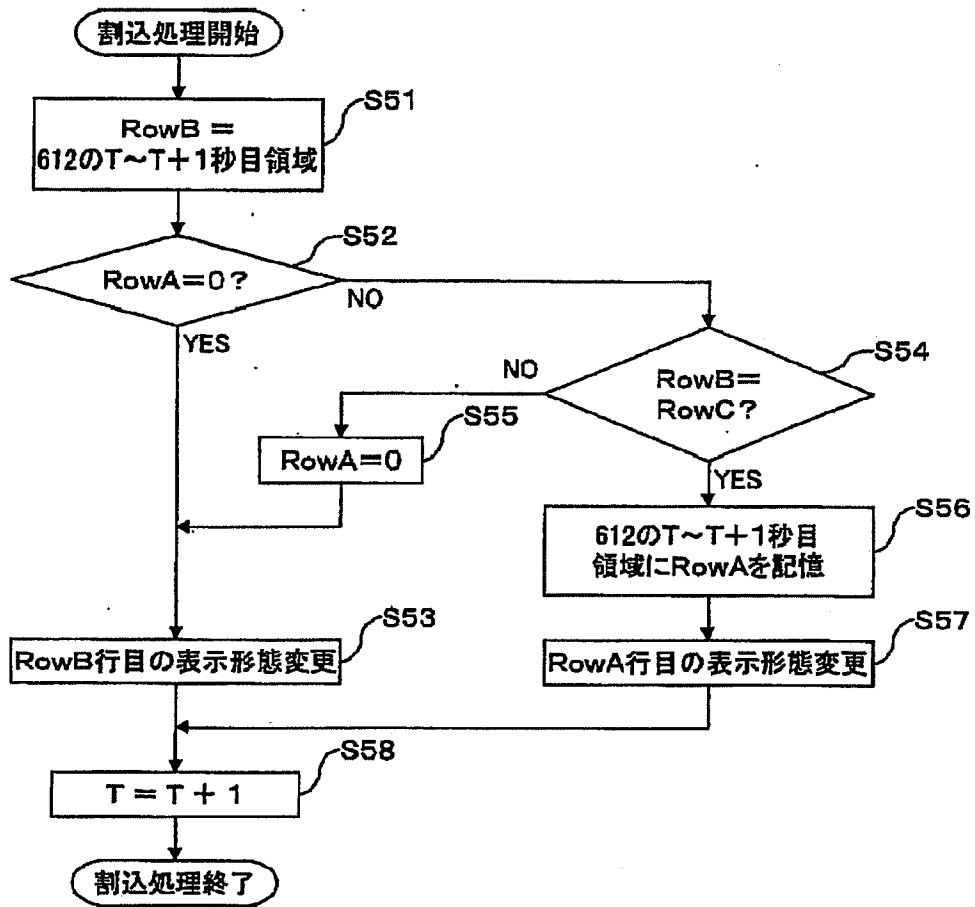 割込処理開始
S51
RowB =
612のT~T+1秒目領域
S52
RowA=0?
NO
YES
S54
RowB=
RowC?
NO
S55
RowA=0
YES
S56
612のT~T+1秒目
領域にRowAを記憶
S53
RowB行目の表示形態変更
S57
RowA行目の表示形態変更
S58
T=T+1
割込処理終了